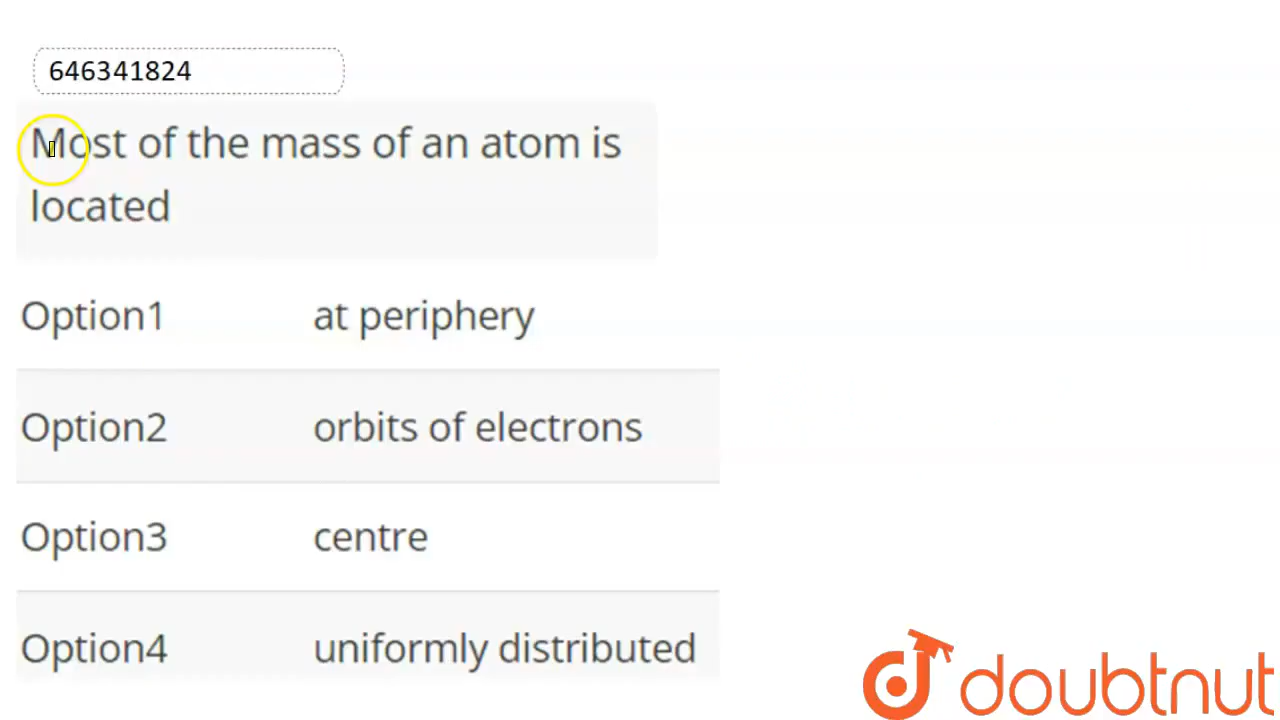 646341824
Most of the mass of an atom is
located
Option1 at periphery
Option2 orbits of electrons
Option3 centre
Option4 uniformly distributed
doubtnut